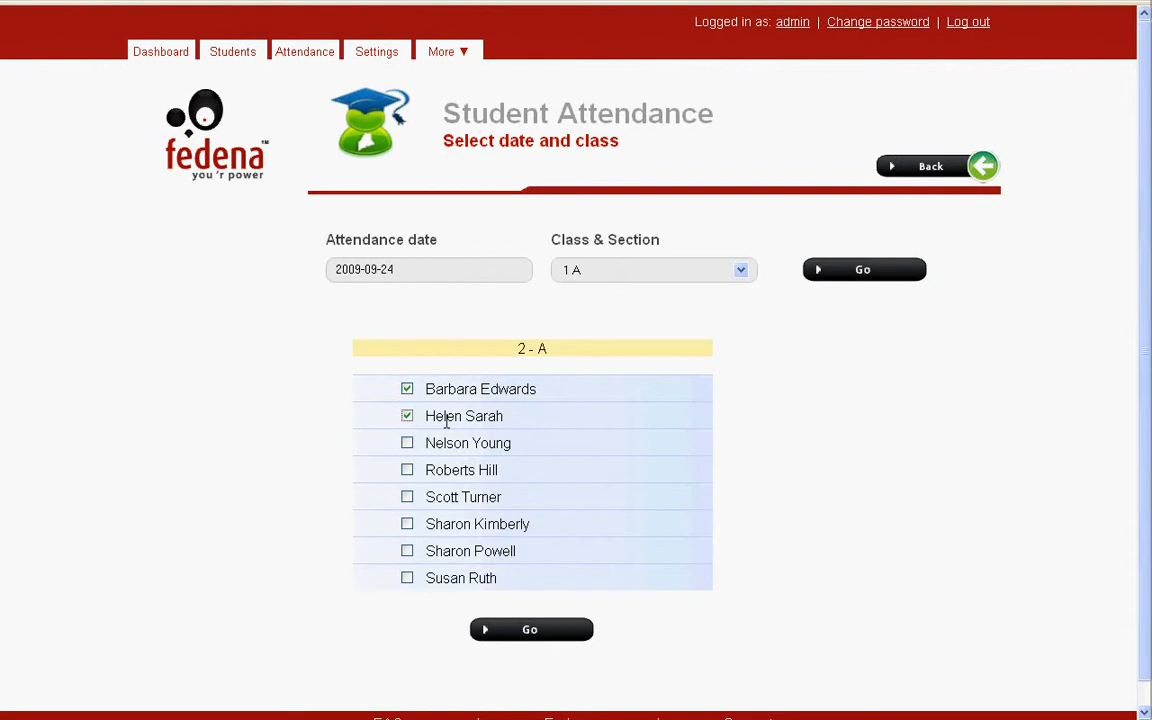 Logged in as: admin | Change password | Log out
Dashboard Students Attendance Settings More ▼
fedena™
you 'r power
Student Attendance
Select date and class
Back
Attendance date Class & Section
2009-09-24 1 A Go
2 - A
Barbara Edwards
Helen Sarah
Nelson Young
Roberts Hill
Scott Turner
Sharon Kimberly
Sharon Powell
Susan Ruth
Go